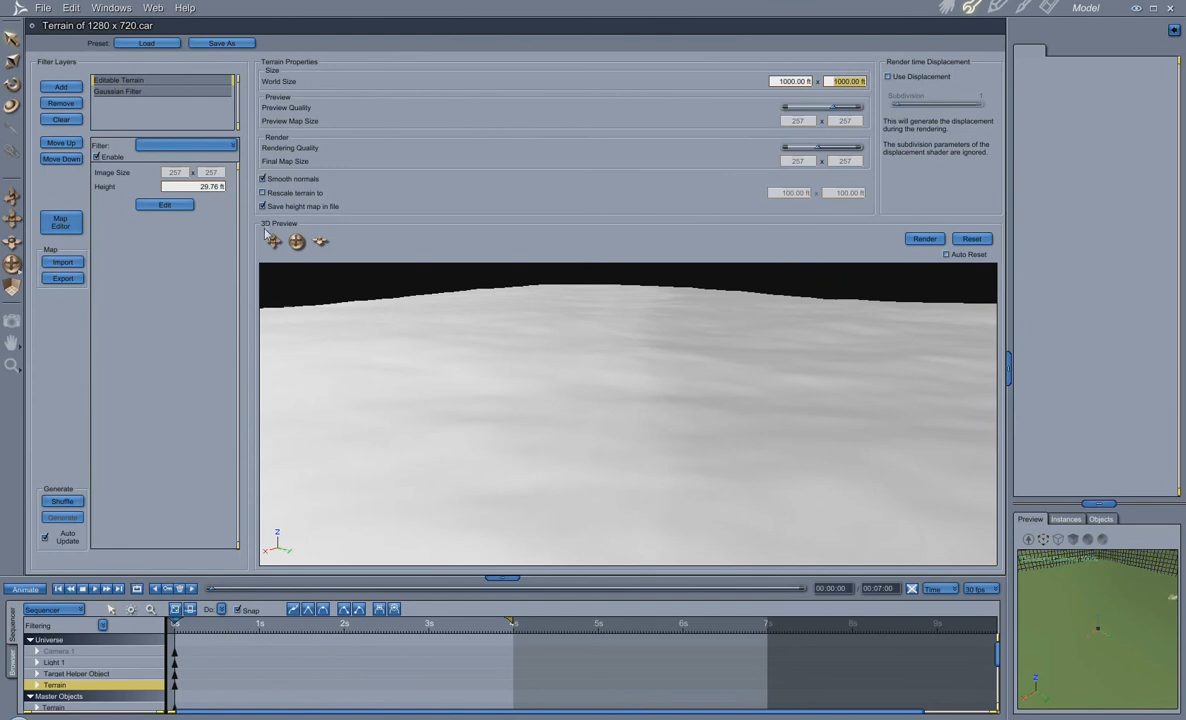 File Edit Windows Web Help
Model
Terrain of 1280 x 720.car
Preset: Load Save As
Filter Layers
Add
Remove
Clear
Move Up
Move Down
Editable Terrain
Gaussian Filter
Filter:
Enable
Image Size 257 x 257
Height 29.76 ft
Edit
Map Editor
Map
Import
Export
Generate
Shuffle
Generate
Auto Update
Terrain Properties
Size
World Size 1000.00 ft x 1000.00 ft
Preview
Preview Quality
Preview Map Size 257 x 257
Render
Rendering Quality
Final Map Size 257 x 257
Smooth normals
Rescale terrain to 100.00 ft x 100.00 ft
Save height map in file
Render time Displacement
Use Displacement
Subdivision 1
This will generate the displacement
during the rendering.
The subdivision parameters of the
displacement shader are ignored.
3D Preview
Render Reset
Auto Reset
Z
X Y
Preview Instances Objects
Z
Animate 00:00:00 / 00:07:00 Time 30 fps
Sequencer
Browser
Sequencer Do: Snap
Filtering
0s 1s 2s 3s 4s 5s 6s 7s 8s 9s
Universe
Camera 1
Light 1
Target Helper Object
Terrain
Master Objects
Terrain